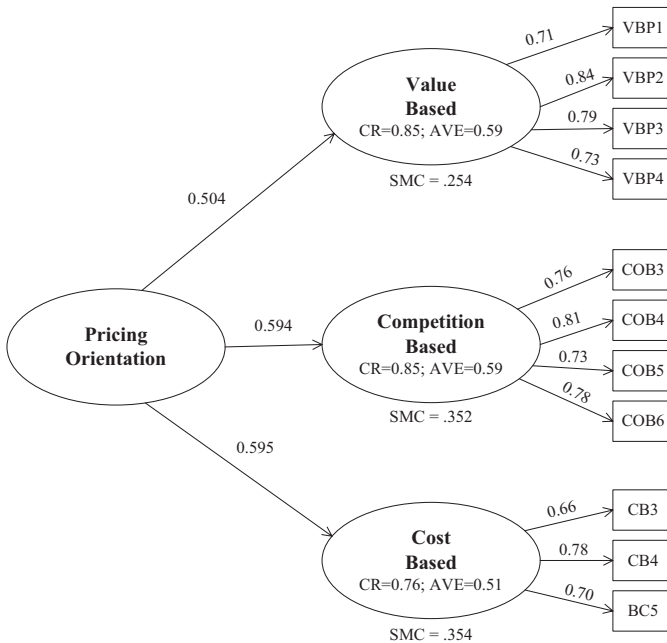 0.71
VBP1
Value
Based
CR=0.85; AVE=0.59
0.84
VBP2
0.79
VBP3
0.73
VBP4
SMC = .254
0.504
Pricing
Orientation
0.594
Competition
Based
CR=0.85; AVE=0.59
0.76
COB3
0.81
COB4
0.73
COB5
0.78
COB6
SMC = .352
0.595
Cost
Based
CR=0.76; AVE=0.51
0.66
CB3
0.78
CB4
0.70
BC5
SMC = .354